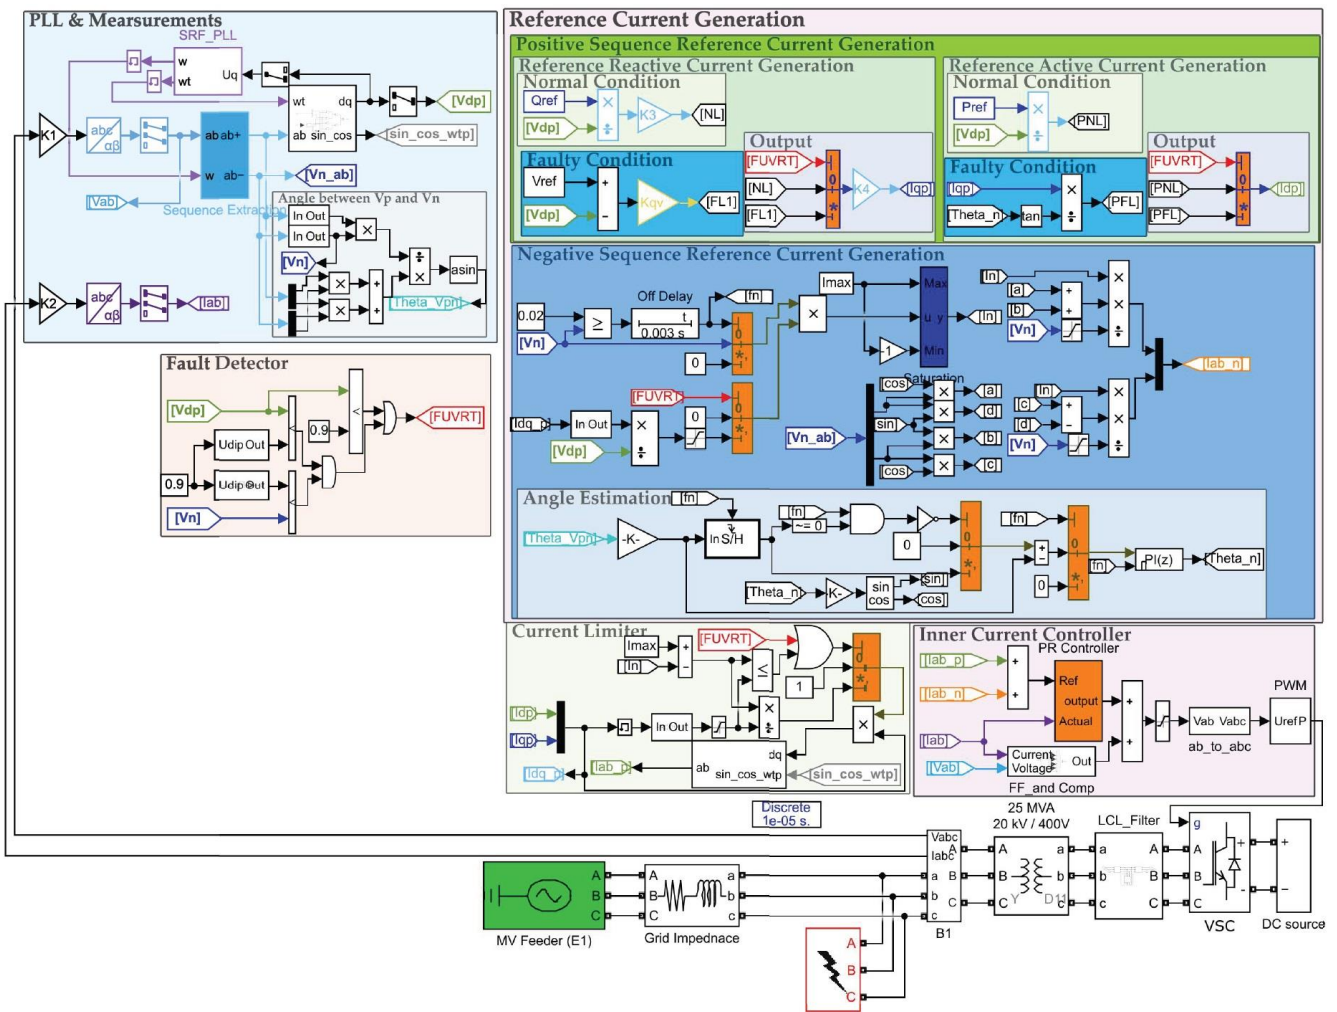 PLL & Mearsurements
SRF_PLL
w
wt
Uq
wt
dq
ab sin_cos
[Vdp]
[sin_cos_wtp]
K1
abc
αβ
ab ab+
w ab-
[Vn_ab]
[Vab]
Sequence Extraction
Angle between Vp and Vn
In Out
In Out
×
[Vn]
×
×
+
+
÷
×
asin
[Theta_Vpn]
K2
abc
αβ
[Iab]
Fault Detector
[Vdp]
<
[FUVRT]
0.9
Udip Out
0.9
Udip Out
[Vn]
<
<
Reference Current Generation
Positive Sequence Reference Current Generation
Reference Reactive Current Generation
Normal Condition
Qref
[Vdp]
×
÷
K3
[NL]
Faulty Condition
Vref
[Vdp]
+
−
Kqv
[FL1]
Output
[FUVRT]
[NL]
[FL1]
K4
[Iqp]
Reference Active Current Generation
Normal Condition
Pref
[Vdp]
×
÷
[PNL]
Faulty Condition
[Iqp]
[Theta_n]
tan
×
÷
[PFL]
Output
[FUVRT]
[PNL]
[PFL]
[Idp]
Negative Sequence Reference Current Generation
0.02
[Vn]
≥
Off Delay
t
0.003 s
[fn]
0
×
Imax
-1
Max
u y
Min
Saturation
[In]
[In]
[a]
[b]
[Vn]
+
+
×
×
÷
[Iab_n]
[FUVRT]
0
In Out
[Vdp]
×
÷
[Vn_ab]
[cos]
[sin]
[cos]
×
×
×
×
[a]
[d]
[b]
[c]
[In]
[c]
[d]
[Vn]
+
−
×
×
÷
Angle Estimation
[fn]
[Theta_Vpn]
-K-
In S/H
[fn]
~= 0
0
[Theta_n]
K-
sin
cos
[sin]
[cos]
[fn]
+
−
0
[fn]
PI(z)
[Theta_n]
Current Limiter
Imax
[In]
+
−
[FUVRT]
≤
1
[Idp]
[Iqp]
In Out
×
÷
×
dq
ab
sin_cos_wtp
[sin_cos_wtp]
Inner Current Controller
[Iab_p]
[Iab_n]
+
+
PR Controller
Ref
output
Actual
[Iab]
[Vab]
Current
Voltage
Out
FF_and Comp
+
+
Vab Vabc
ab_to_abc
PWM
Uref P
Discrete
1e-05 s.
MV Feeder (E1)
A
B
C
A
B
C
a
b
c
Grid Impednace
A
B
C
Vabc
Iabc
A
a
B
b
C
c
B1
25 MVA
20 kV / 400V
A
B
C
Y
D11
a
b
c
LCL_Filter
a
b
c
A
B
C
g
A
B
C
+
-
VSC
+
−
DC source